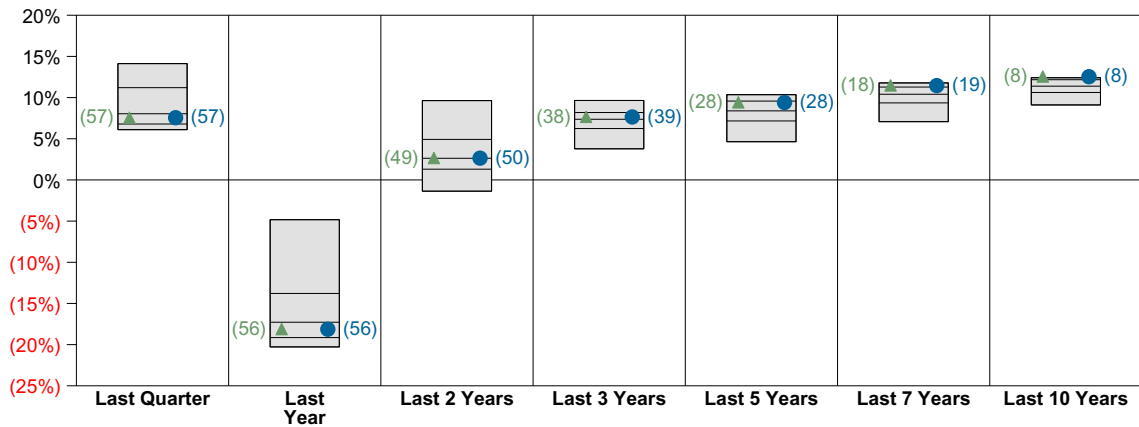 20%
15%
10%
5%
0%
(5%)
(10%)
(15%)
(20%)
(25%)
(57) (57)
(56) (56)
(49) (50)
(38) (39)
(28) (28)
(18) (19)
(8) (8)
Last Quarter
Last
Year
Last 2 Years
Last 3 Years
Last 5 Years
Last 7 Years
Last 10 Years